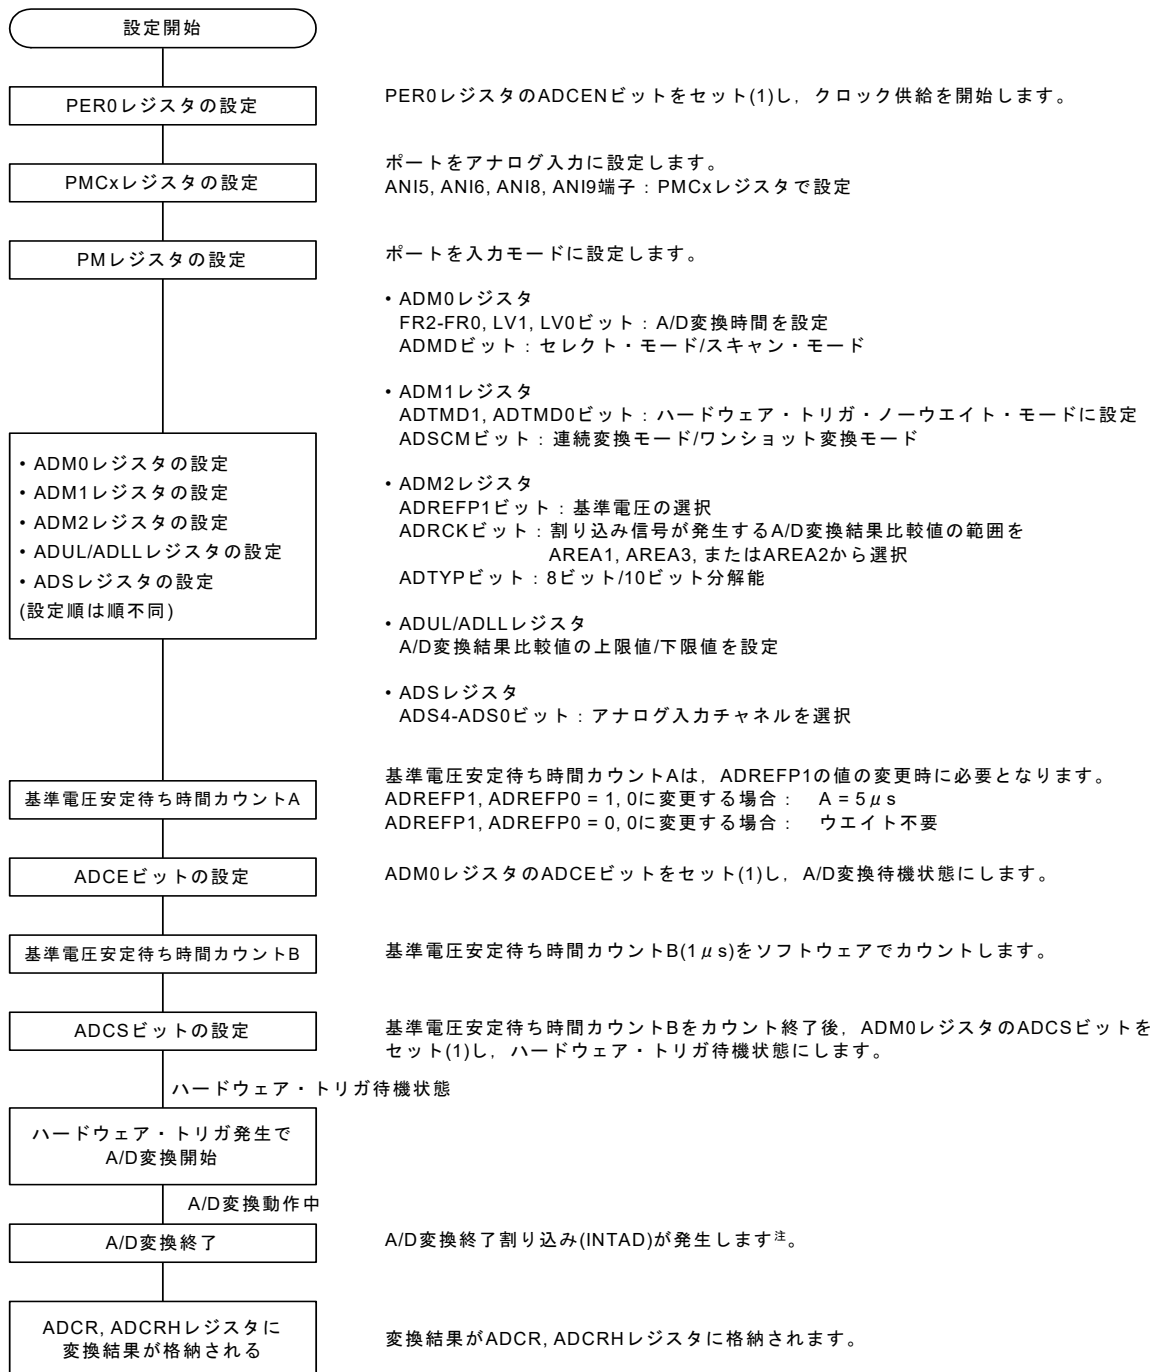 設定開始
PER0レジスタの設定
PER0レジスタのADCENビットをセット(1)し，クロック供給を開始します。
PMCxレジスタの設定
ポートをアナログ入力に設定します。
ANI5, ANI6, ANI8, ANI9端子：PMCxレジスタで設定
PMレジスタの設定
ポートを入力モードに設定します。
• ADM0レジスタの設定
• ADM1レジスタの設定
• ADM2レジスタの設定
• ADUL/ADLLレジスタの設定
• ADSレジスタの設定
(設定順は順不同)
• ADM0レジスタ
FR2-FR0, LV1, LV0ビット：A/D変換時間を設定
ADMDビット：セレクト・モード/スキャン・モード
• ADM1レジスタ
ADTMD1, ADTMD0ビット：ハードウェア・トリガ・ノーウエイト・モードに設定
ADSCMビット：連続変換モード/ワンショット変換モード
• ADM2レジスタ
ADREFP1ビット：基準電圧の選択
ADRCKビット：割り込み信号が発生するA/D変換結果比較値の範囲を
AREA1, AREA3, またはAREA2から選択
ADTYPビット：8ビット/10ビット分解能
• ADUL/ADLLレジスタ
A/D変換結果比較値の上限値/下限値を設定
• ADSレジスタ
ADS4-ADS0ビット：アナログ入力チャネルを選択
基準電圧安定待ち時間カウントA
基準電圧安定待ち時間カウントAは，ADREFP1の値の変更時に必要となります。
ADREFP1, ADREFP0 = 1, 0に変更する場合： A = 5μs
ADREFP1, ADREFP0 = 0, 0に変更する場合： ウエイト不要
ADCEビットの設定
ADM0レジスタのADCEビットをセット(1)し，A/D変換待機状態にします。
基準電圧安定待ち時間カウントB
基準電圧安定待ち時間カウントB(1μs)をソフトウェアでカウントします。
ADCSビットの設定
基準電圧安定待ち時間カウントBをカウント終了後，ADM0レジスタのADCSビットを
セット(1)し，ハードウェア・トリガ待機状態にします。
ハードウェア・トリガ待機状態
ハードウェア・トリガ発生で
A/D変換開始
A/D変換動作中
A/D変換終了
A/D変換終了割り込み(INTAD)が発生します注。
ADCR, ADCRHレジスタに
変換結果が格納される
変換結果がADCR, ADCRHレジスタに格納されます。